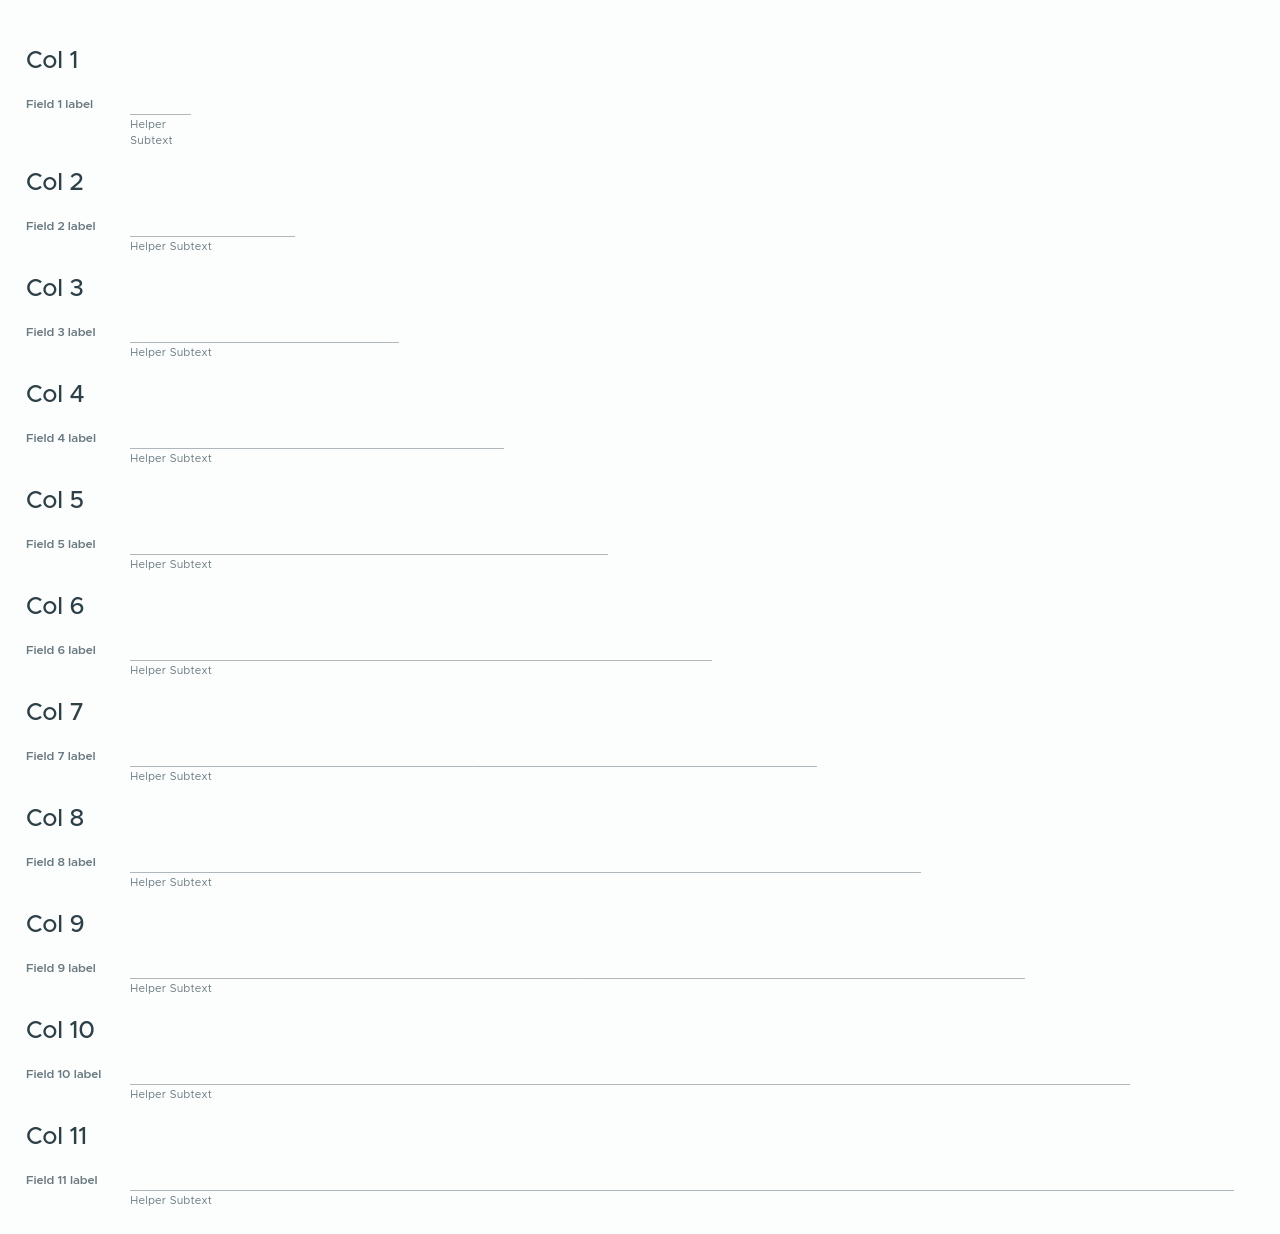 Col 1
Field 1 label
Helper
Subtext
Col 2
Field 2 label
Helper Subtext
Col 3
Field 3 label
Helper Subtext
Col 4
Field 4 label
Helper Subtext
Col 5
Field 5 label
Helper Subtext
Col 6
Field 6 label
Helper Subtext
Col 7
Field 7 label
Helper Subtext
Col 8
Field 8 label
Helper Subtext
Col 9
Field 9 label
Helper Subtext
Col 10
Field 10 label
Helper Subtext
Col 11
Field 11 label
Helper Subtext